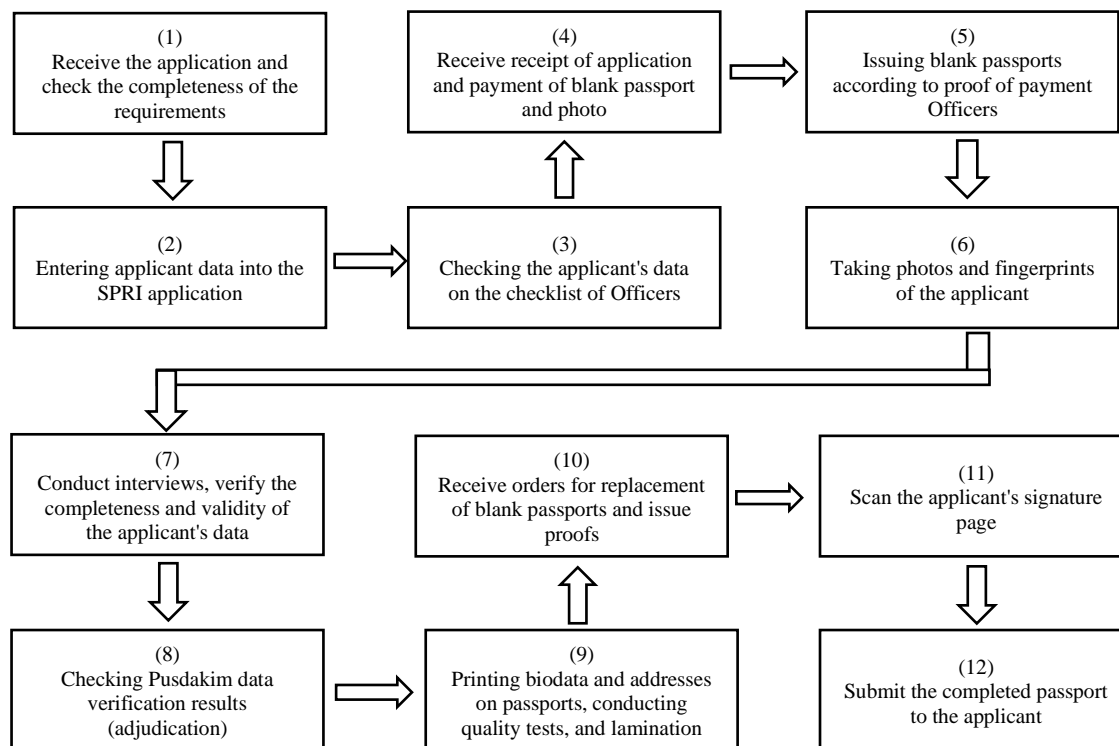 (1)
Receive the application and
check the completeness of the
requirements
(2)
Entering applicant data into the
SPRI application
(3)
Checking the applicant's data
on the checklist of Officers
(4)
Receive receipt of application
and payment of blank passport
and photo
(5)
Issuing blank passports
according to proof of payment
Officers
(6)
Taking photos and fingerprints
of the applicant
(7)
Conduct interviews, verify the
completeness and validity of
the applicant's data
(8)
Checking Pusdakim data
verification results
(adjudication)
(9)
Printing biodata and addresses
on passports, conducting
quality tests, and lamination
(10)
Receive orders for replacement
of blank passports and issue
proofs
(11)
Scan the applicant's signature
page
(12)
Submit the completed passport
to the applicant